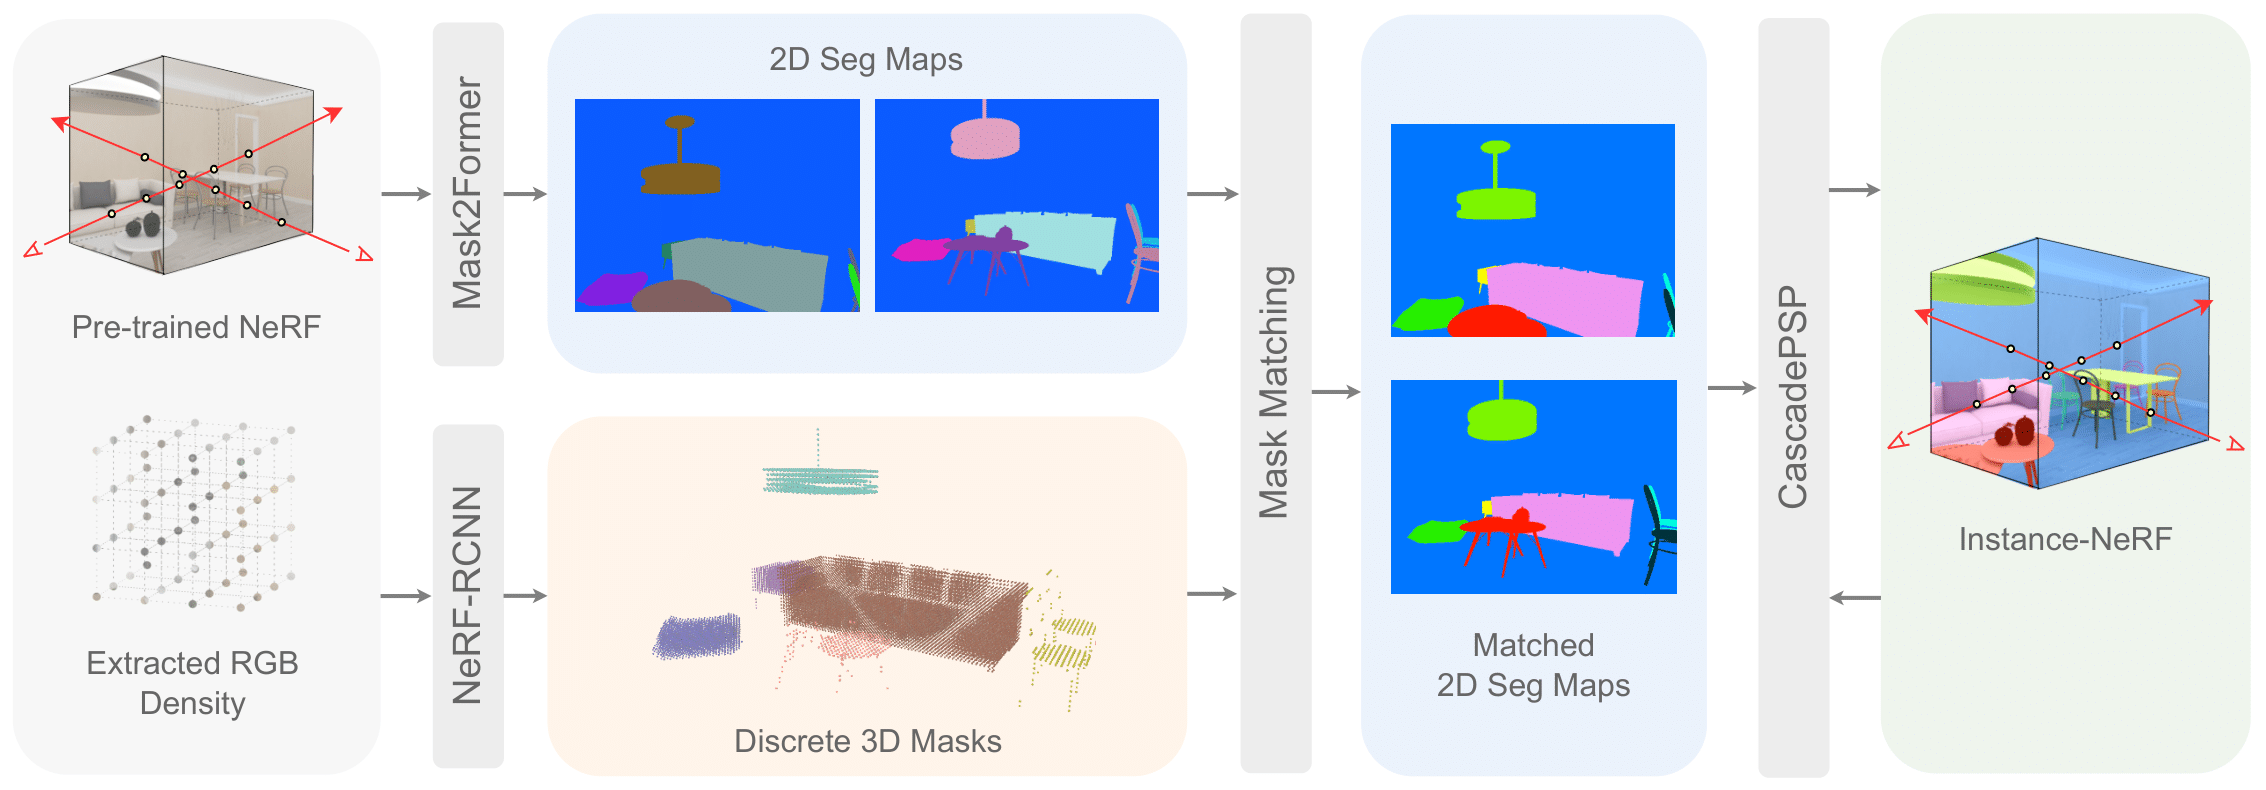 Pre-trained NeRF
Extracted RGB
Density
Mask2Former
NeRF-RCNN
2D Seg Maps
Discrete 3D Masks
Mask Matching
Matched
2D Seg Maps
CascadePSP
Instance-NeRF